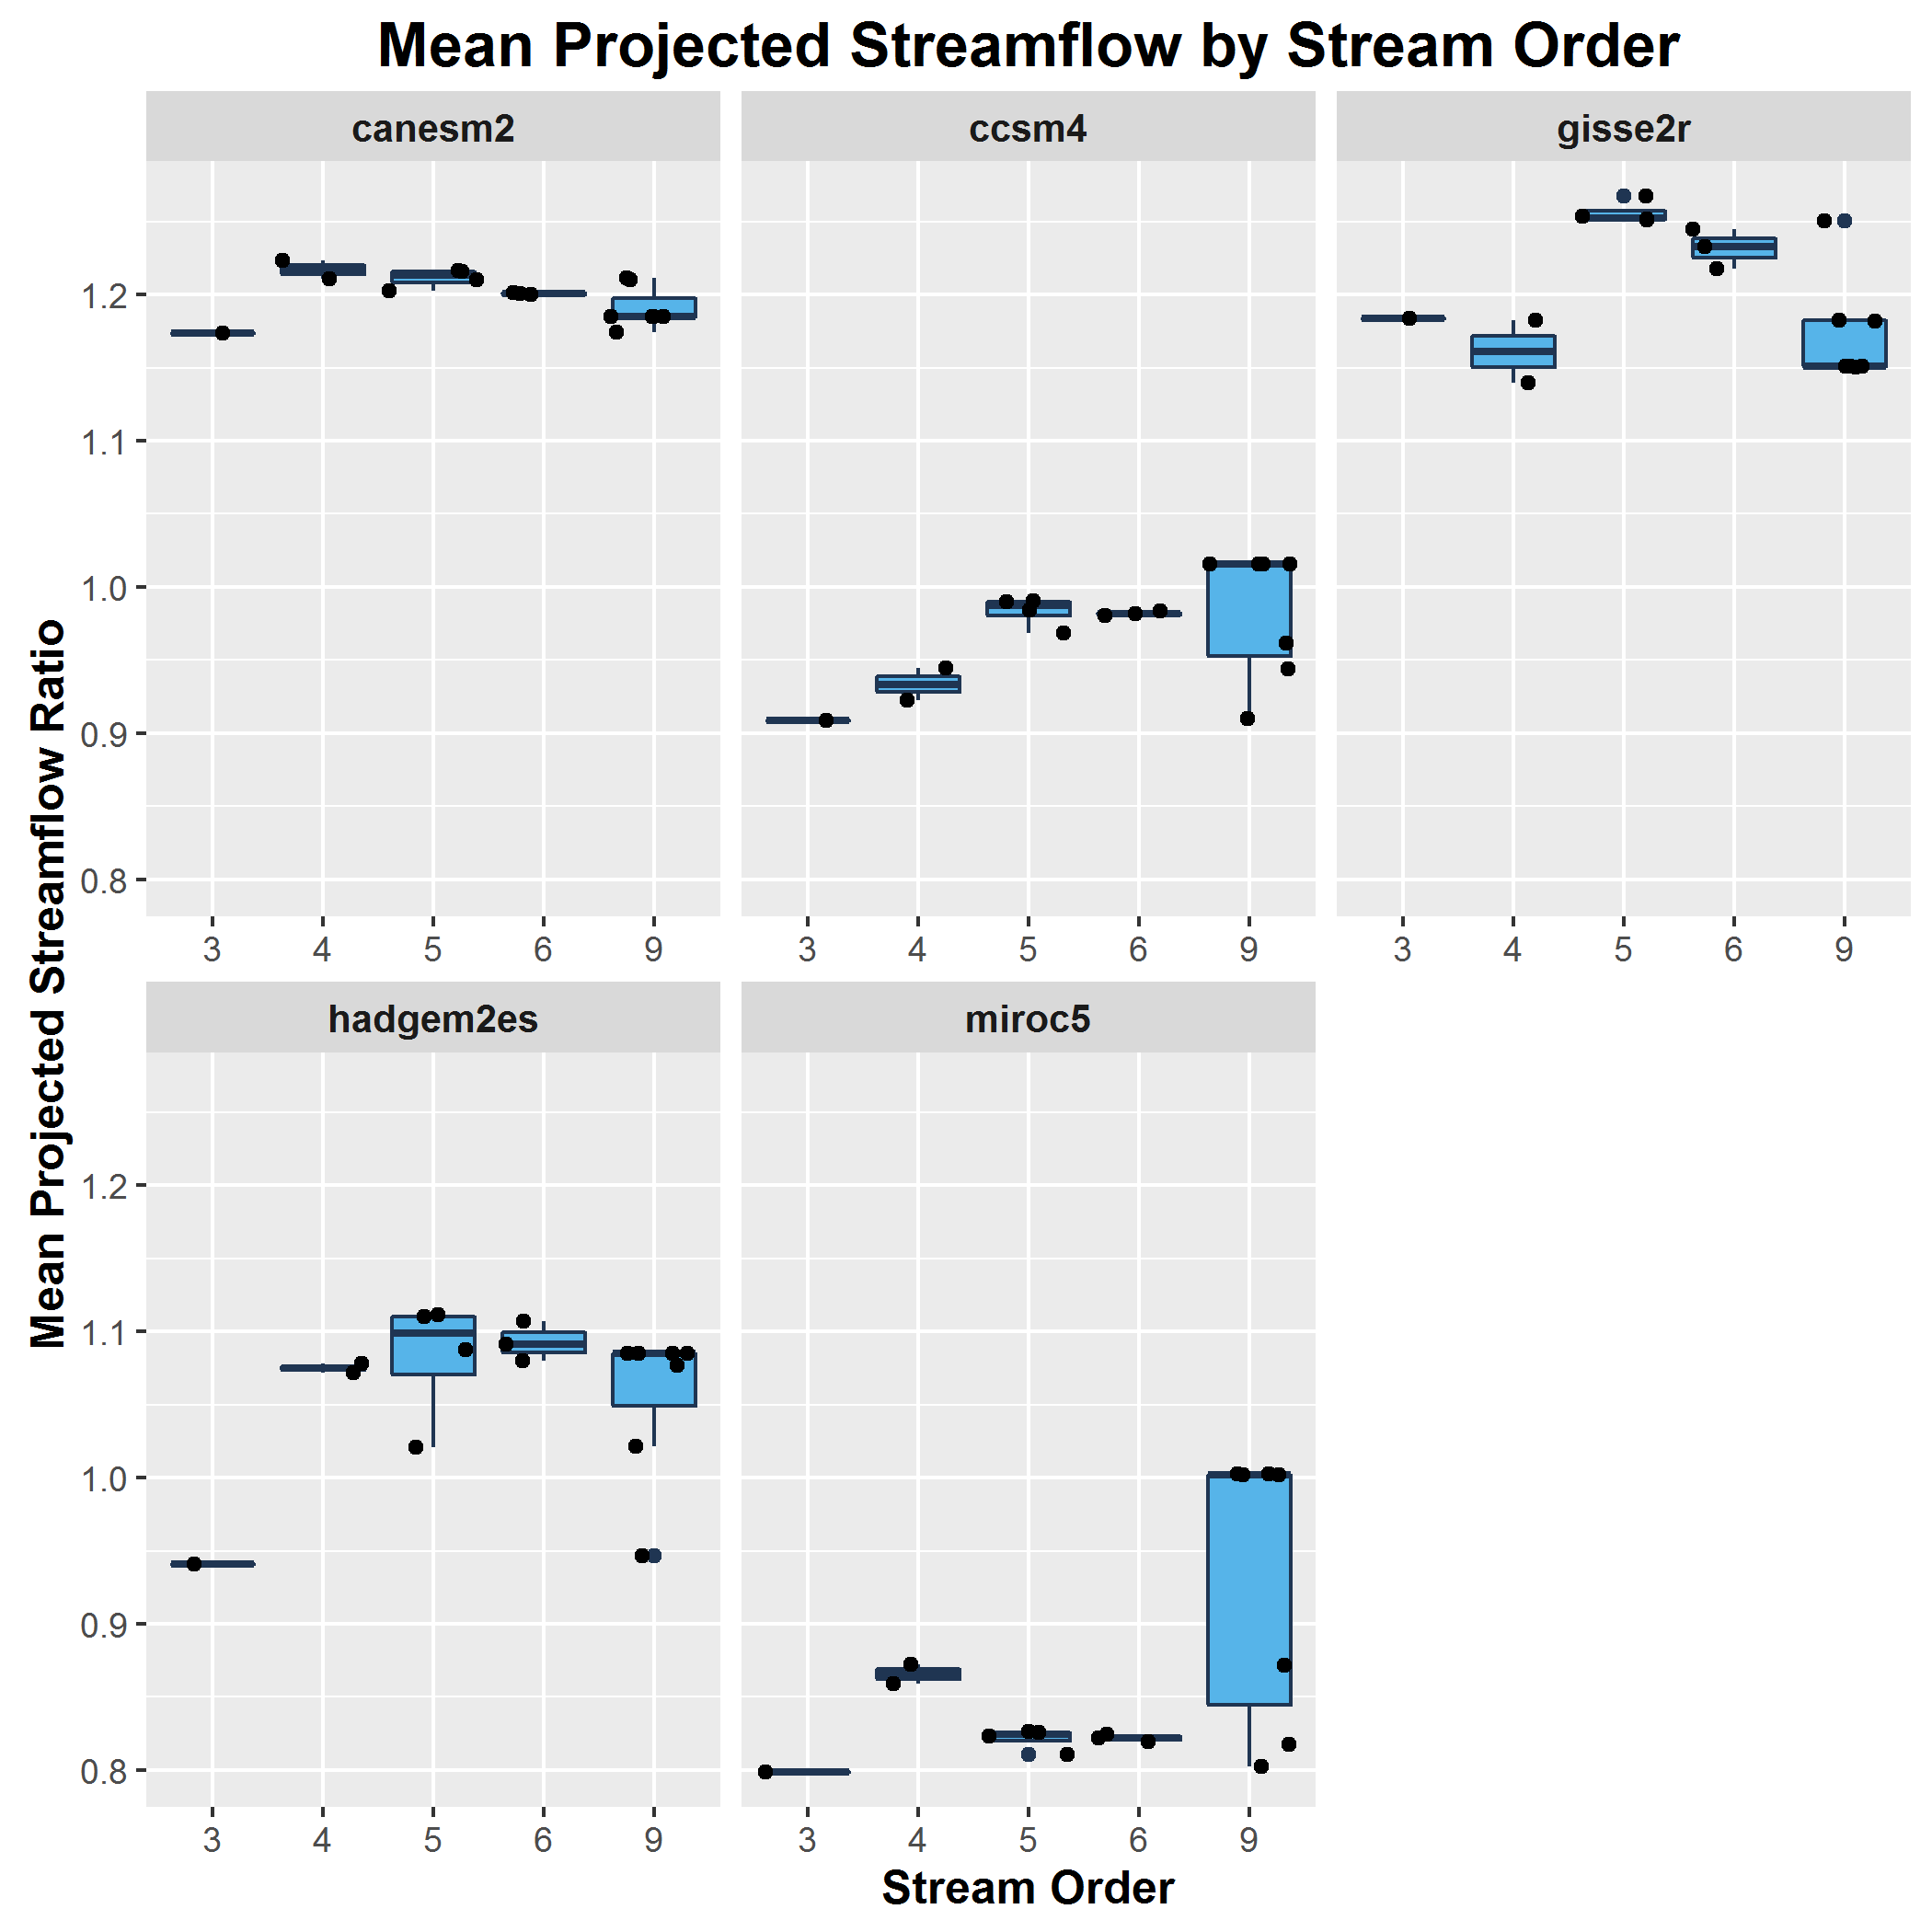 Mean Projected Streamflow by Stream Order
canesm2 ccsm4 gisse2r
1.2
1.1
1.0
0.9
0.8
3 4 5 6 9 3 4 5 6 9 3 4 5 6 9
Mean Projected Streamflow Ratio
hadgem2es miroc5
1.2
1.1
1.0
0.9
0.8
3 4 5 6 9 3 4 5 6 9
Stream Order